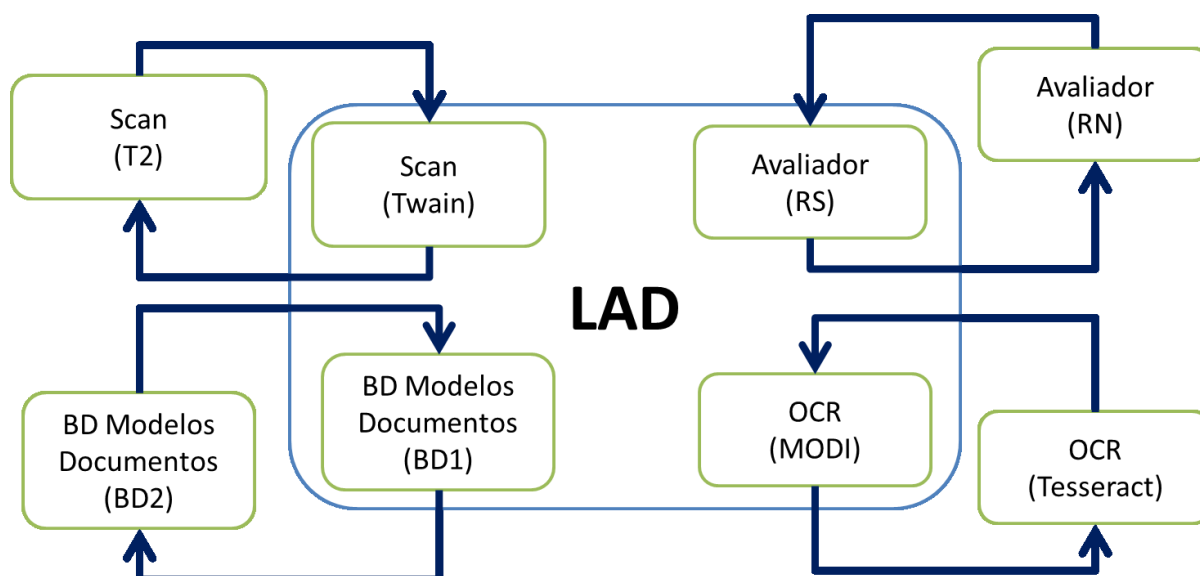 Scan
(T2)
Scan
(Twain)
Avaliador
(RS)
Avaliador
(RN)
LAD
BD Modelos
Documentos
(BD2)
BD Modelos
Documentos
(BD1)
OCR
(MODI)
OCR
(Tesseract)